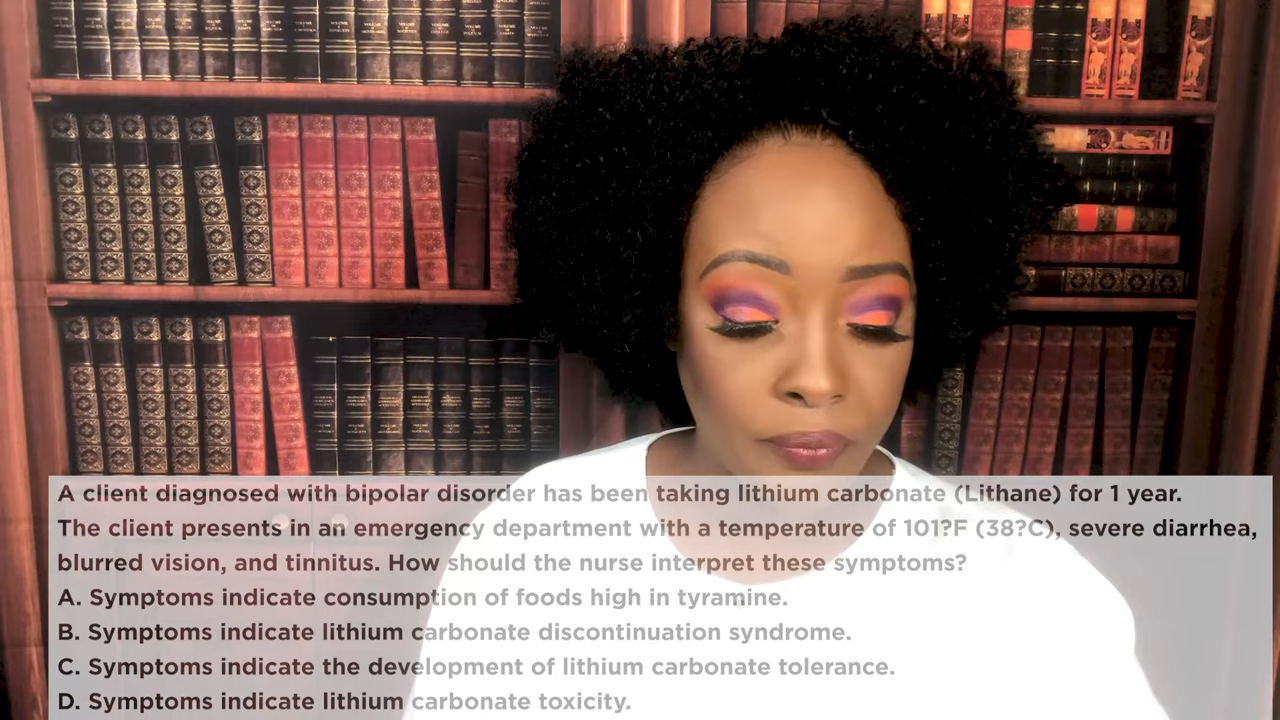 A client diagnosed with bipolar disorder has been taking lithium carbonate (Lithane) for 1 year.
The client presents in an emergency department with a temperature of 101?F (38?C), severe diarrhea,
blurred vision, and tinnitus. How should the nurse interpret these symptoms?
A. Symptoms indicate consumption of foods high in tyramine.
B. Symptoms indicate lithium carbonate discontinuation syndrome.
C. Symptoms indicate the development of lithium carbonate tolerance.
D. Symptoms indicate lithium carbonate toxicity.